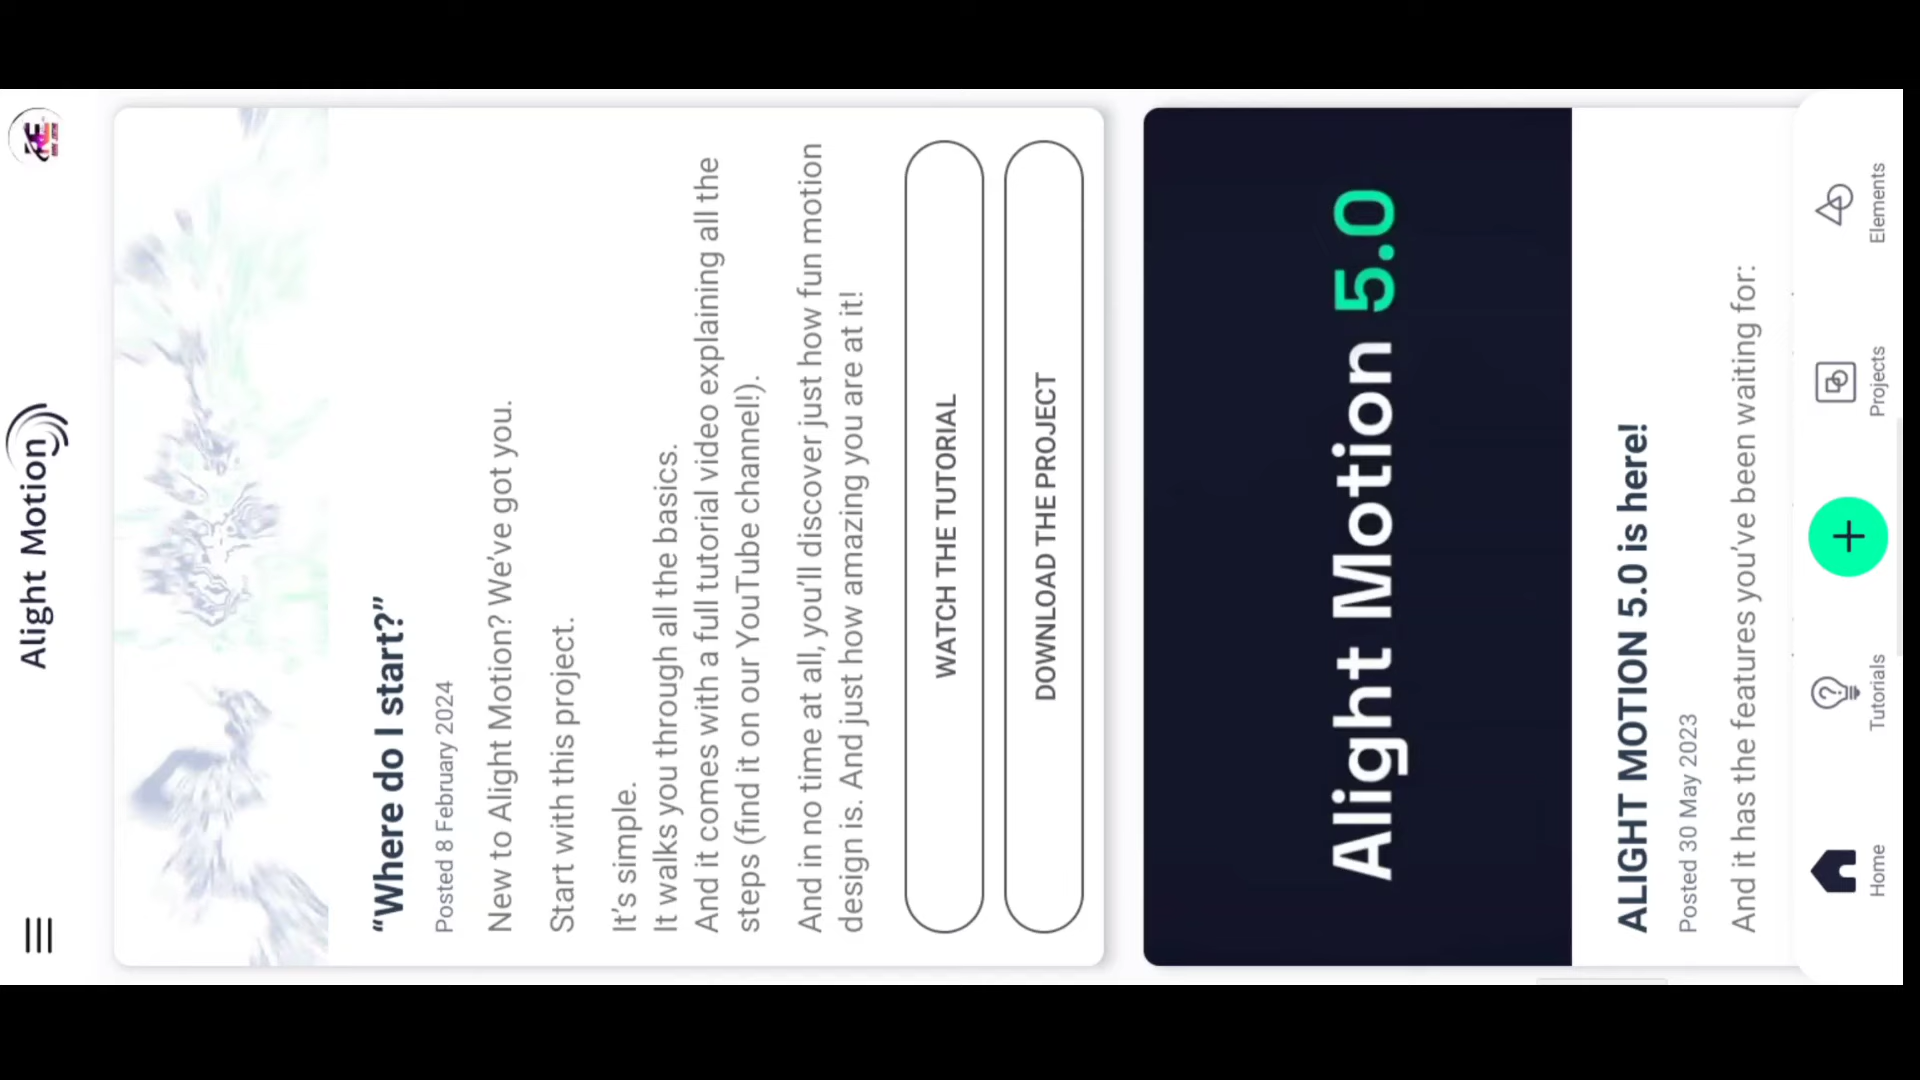 Alight Motion
“Where do I start?”
Posted 8 February 2024
New to Alight Motion? We’ve got you.
Start with this project.
It’s simple.
It walks you through all the basics.
And it comes with a full tutorial video explaining all the
steps (find it on our YouTube channel!).
And in no time at all, you’ll discover just how fun motion
design is. And just how amazing you are at it!
WATCH THE TUTORIAL
DOWNLOAD THE PROJECT
Alight Motion 5.0
ALIGHT MOTION 5.0 is here!
Posted 30 May 2023
And it has the features you’ve been waiting for:
Home
Tutorials
Projects
Elements